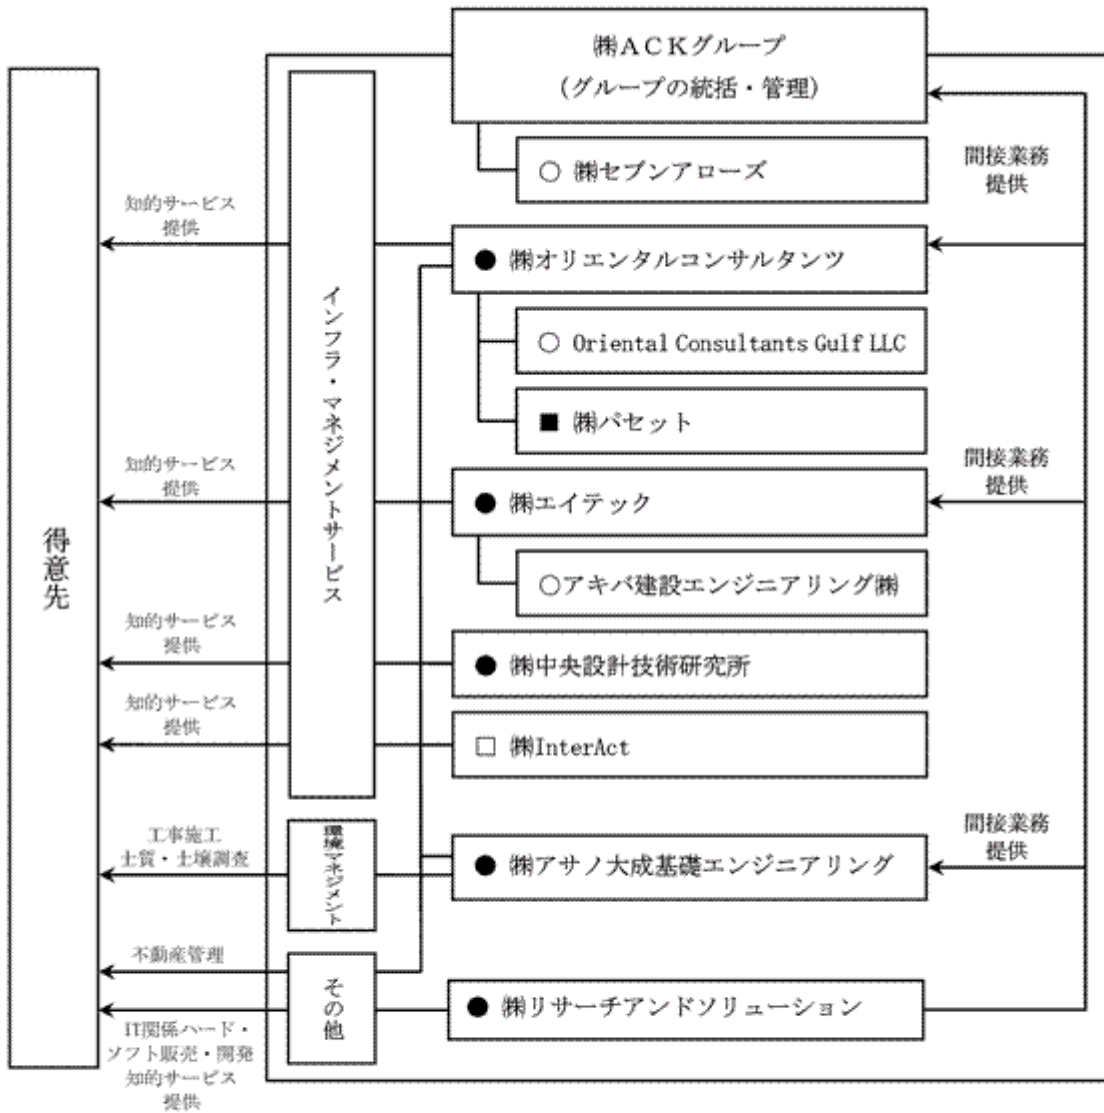 ㈱ＡＣＫグループ
(グループの統括・管理)
○ ㈱セブンアローズ
間接業務
提供
知的サービス
提供
● ㈱オリエンタルコンサルタンツ
○ Oriental Consultants Gulf LLC
■ ㈱パセット
インフラ・マネジメントサービス
得意先
知的サービス
提供
● ㈱エイテック
間接業務
提供
○アキバ建設エンジニアリング㈱
知的サービス
提供
● ㈱中央設計技術研究所
知的サービス
提供
□ ㈱InterAct
工事施工
土質・土壌調査
環境マネジメント
● ㈱アサノ大成基礎エンジニアリング
間接業務
提供
不動産管理
その他
● ㈱リサーチアンドソリューション
IT関係ハード・
ソフト販売・開発
知的サービス
提供